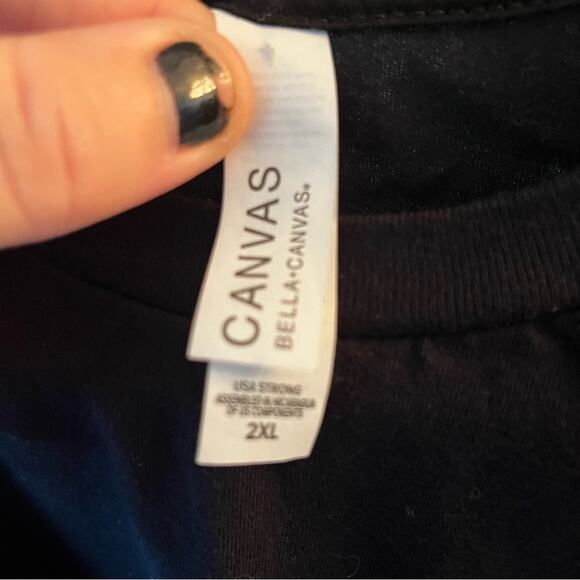 CANVAS
BELLA+CANVAS®
USA STRONG
ASSEMBLED IN NICARAGUA
OF US COMPONENTS
2XL